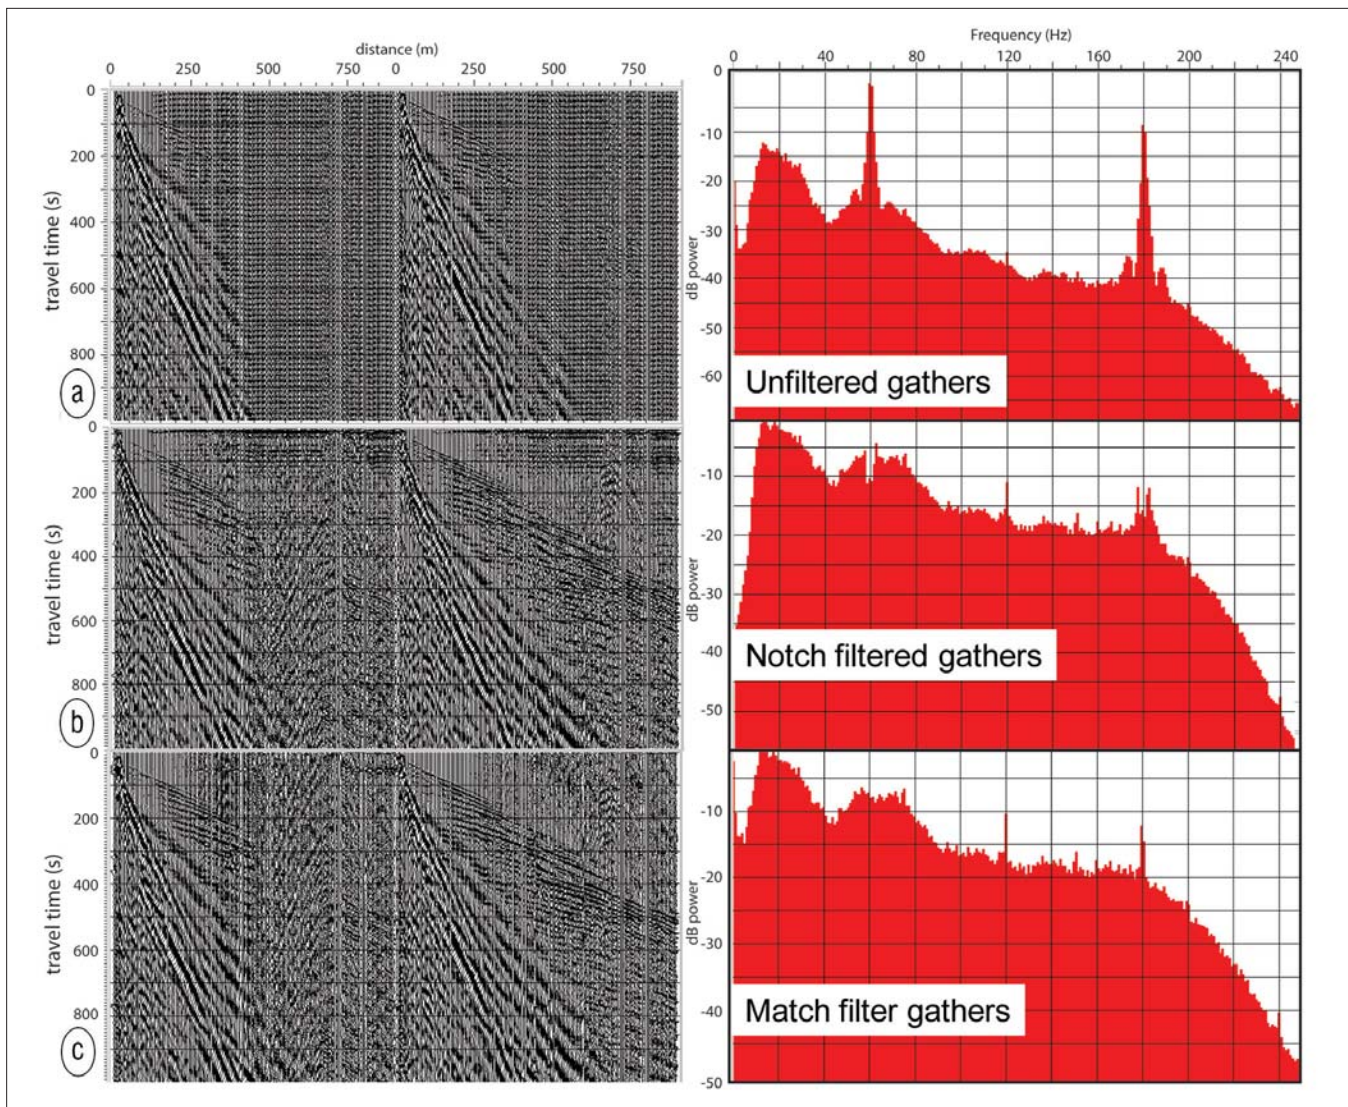 distance (m)
0 250 500 750 0 250 500 750
Frequency (Hz)
0 40 80 120 160 200 240
travel time (s)
0
200
400
600
800
a
dB power
0
-10
-20
-30
-40
-50
-60
Unfiltered gathers
travel time (s)
0
200
400
600
800
b
dB power
-10
-20
-30
-40
-50
Notch filtered gathers
travel time (s)
0
200
400
600
800
c
dB power
-10
-20
-30
-40
-50
Match filter gathers